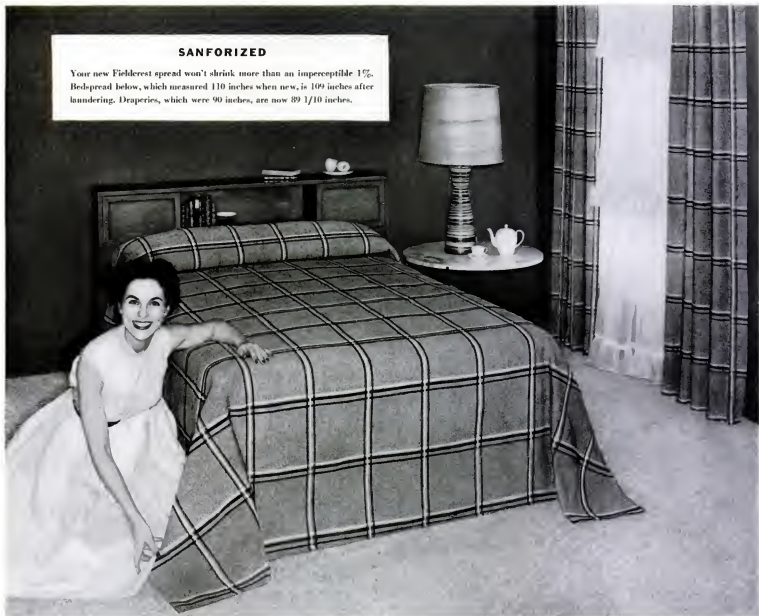 SANFORIZED
Your new Fieldcrest spread won't shrink more than an imperceptible 1%.
Bedspread below, which measured 110 inches when new, is 109 inches after
laundering. Draperies, which were 90 inches, are now 89 1/10 inches.